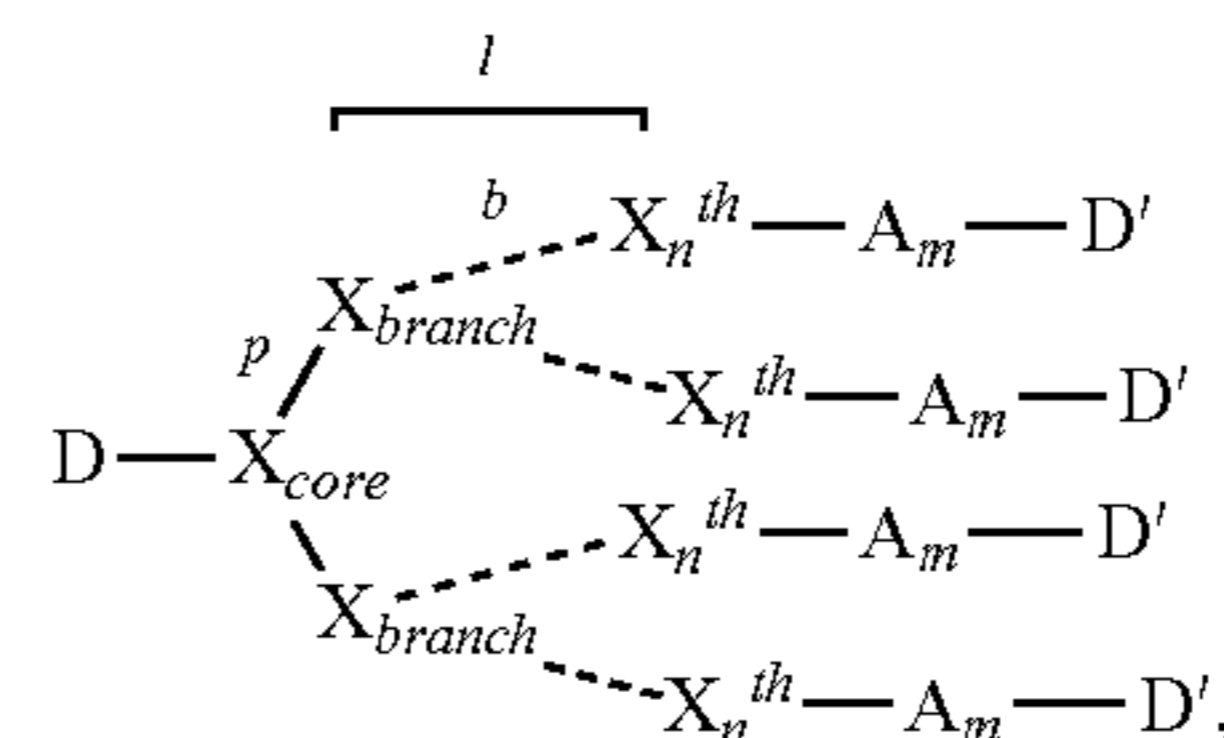 l
b X_n^th — A_m — D′
X_branch
p X_n^th — A_m — D′
D — X_core
X_n^th — A_m — D′
X_branch
X_n^th — A_m — D′.